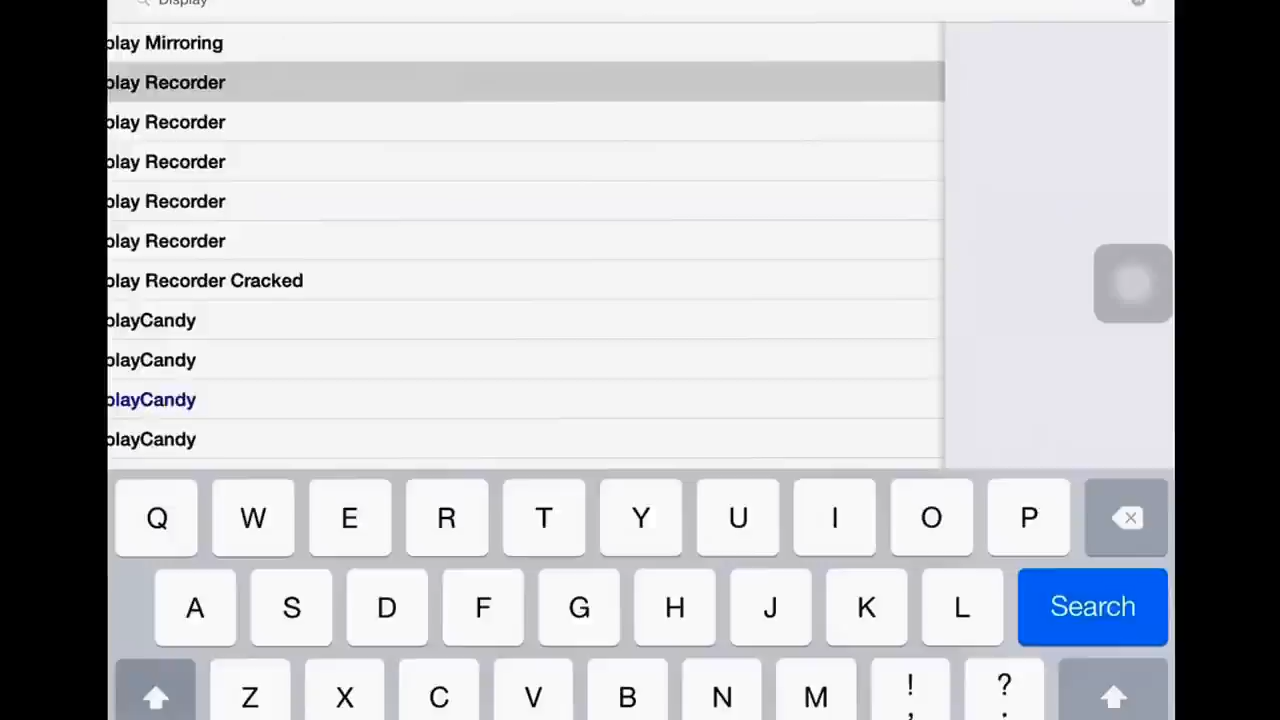 Display
play Mirroring
play Recorder
play Recorder
play Recorder
play Recorder
play Recorder
play Recorder Cracked
playCandy
playCandy
playCandy
playCandy
Q W E R T Y U I O P
A S D F G H J K L Search
Z X C V B N M ! , ? .